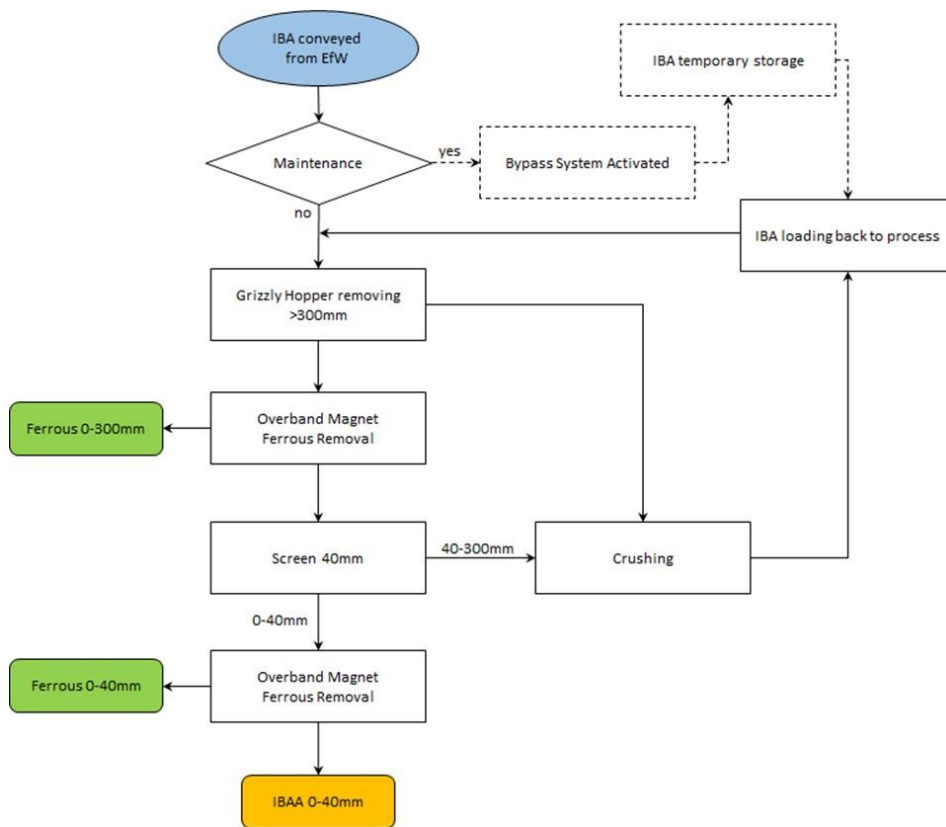 IBA conveyed
from EfW
IBA temporary storage
Maintenance
yes
Bypass System Activated
no
IBA loading back to process
Grizzly Hopper removing
>300mm
Ferrous 0-300mm
Overband Magnet
Ferrous Removal
Screen 40mm
40-300mm
Crushing
0-40mm
Ferrous 0-40mm
Overband Magnet
Ferrous Removal
IBAA 0-40mm